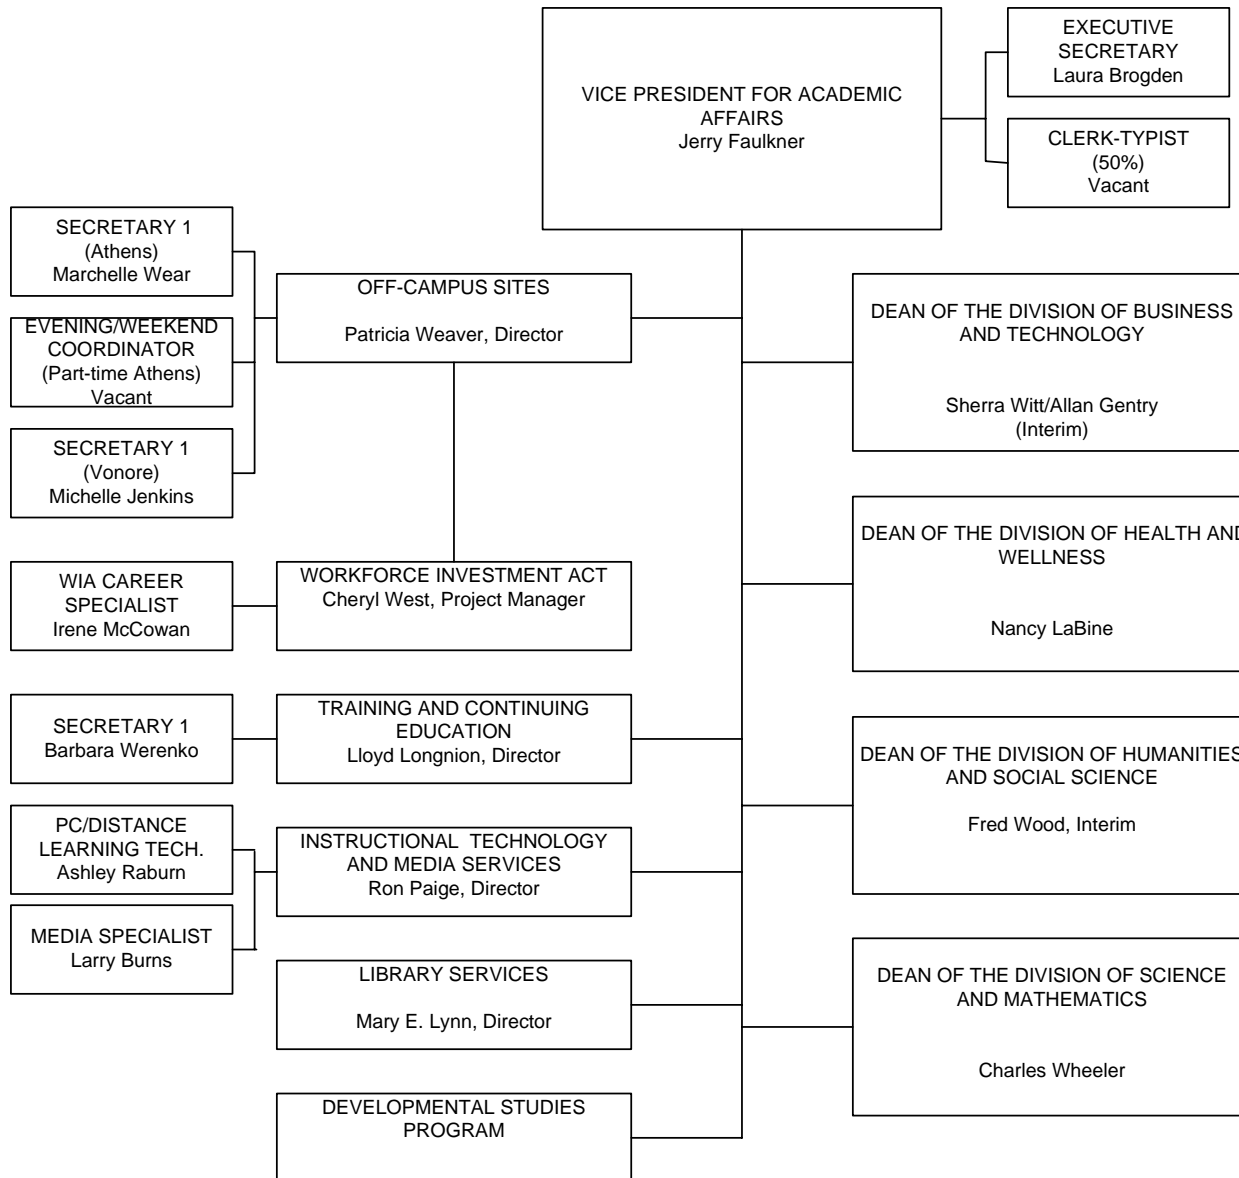 VICE PRESIDENT FOR ACADEMIC
AFFAIRS
Jerry Faulkner
EXECUTIVE
SECRETARY
Laura Brogden
CLERK-TYPIST
(50%)
Vacant
SECRETARY 1
(Athens)
Marchelle Wear
EVENING/WEEKEND
COORDINATOR
(Part-time Athens)
Vacant
SECRETARY 1
(Vonore)
Michelle Jenkins
OFF-CAMPUS SITES
Patricia Weaver, Director
WIA CAREER
SPECIALIST
Irene McCowan
WORKFORCE INVESTMENT ACT
Cheryl West, Project Manager
SECRETARY 1
Barbara Werenko
TRAINING AND CONTINUING
EDUCATION
Lloyd Longnion, Director
PC/DISTANCE
LEARNING TECH.
Ashley Raburn
MEDIA SPECIALIST
Larry Burns
INSTRUCTIONAL TECHNOLOGY
AND MEDIA SERVICES
Ron Paige, Director
LIBRARY SERVICES
Mary E. Lynn, Director
DEVELOPMENTAL STUDIES
PROGRAM
DEAN OF THE DIVISION OF BUSINESS
AND TECHNOLOGY
Sherra Witt/Allan Gentry
(Interim)
DEAN OF THE DIVISION OF HEALTH AND
WELLNESS
Nancy LaBine
DEAN OF THE DIVISION OF HUMANITIES
AND SOCIAL SCIENCE
Fred Wood, Interim
DEAN OF THE DIVISION OF SCIENCE
AND MATHEMATICS
Charles Wheeler